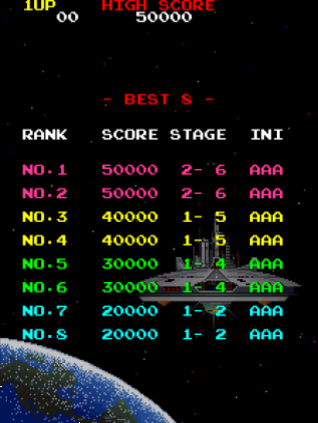 1UP HIGH SCORE
00 50000
- BEST 8 -
RANK SCORE STAGE INI
NO.1 50000 2- 6 AAA
NO.2 50000 2- 6 AAA
NO.3 40000 1- 5 AAA
NO.4 40000 1- 5 AAA
NO.5 30000 1- 4 AAA
NO.6 30000 1- 4 AAA
NO.7 20000 1- 2 AAA
NO.8 20000 1- 2 AAA